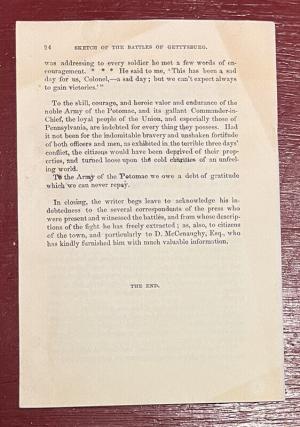 24 SKETCH OF THE BATTLES OF GETTYSBURG.
was addressing to every soldier he met a few words of en-
couragement. * * * He said to me, 'This has been a sad
day for us, Colonel,—a sad day; but we can't expect always
to gain victories.'"
To the skill, courage, and heroic valor and endurance of the
noble Army of the Potomac, and its gallant Commander-in-
Chief, the loyal people of the Union, and especially those of
Pennsylvania, are indebted for every thing they possess. Had
it not been for the indomitable bravery and unshaken fortitude
of both officers and men, as exhibited in the terrible three days'
conflict, the citizens would have been deprived of their prop-
erties, and turned loose upon the cold charities of an unfeel-
ing world.
To the Army of the Potomac we owe a debt of gratitude
which we can never repay.
In closing, the writer begs leave to acknowledge his in-
debtedness to the several correspondents of the press who
were present and witnessed the battles, and from whose descrip-
tions of the fight he has freely extracted; as, also, to citizens
of the town, and particularly to D. McConaughy, Esq., who
has kindly furnished him with much valuable information.
THE END.